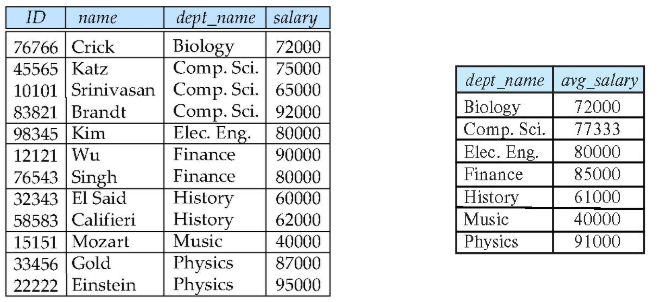 ID name dept_name salary
76766 Crick Biology 72000
45565 Katz Comp. Sci. 75000
10101 Srinivasan Comp. Sci. 65000
83821 Brandt Comp. Sci. 92000
98345 Kim Elec. Eng. 80000
12121 Wu Finance 90000
76543 Singh Finance 80000
32343 El Said History 60000
58583 Califieri History 62000
15151 Mozart Music 40000
33456 Gold Physics 87000
22222 Einstein Physics 95000
dept_name avg_salary
Biology 72000
Comp. Sci. 77333
Elec. Eng. 80000
Finance 85000
History 61000
Music 40000
Physics 91000